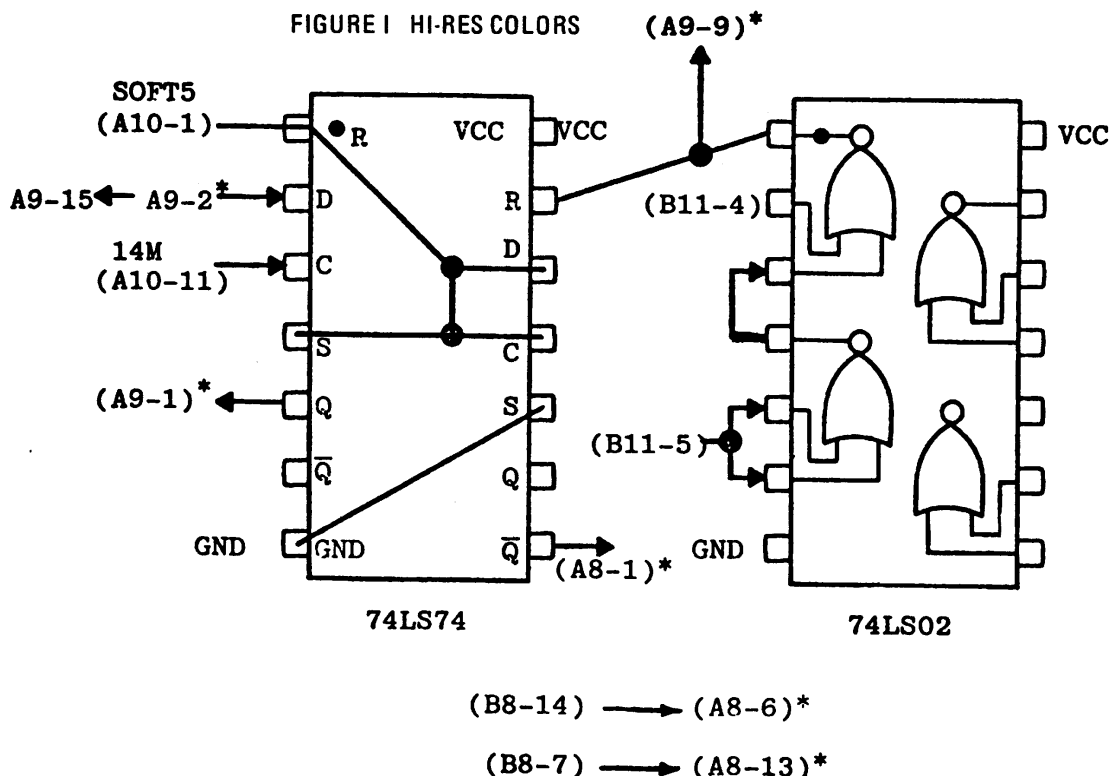 FIGURE I HI-RES COLORS
(A9-9)*
SOFT5
(A10-1)
R
VCC
VCC
VCC
A9-15
A9-2*
D
R
(B11-4)
14M
(A10-11)
C
D
S
C
(A9-1)*
Q
S
(B11-5)
Q̅
Q
GND
GND
Q̅
(A8-1)*
GND
74LS74
74LS02
(B8-14)
(A8-6)*
(B8-7)
(A8-13)*